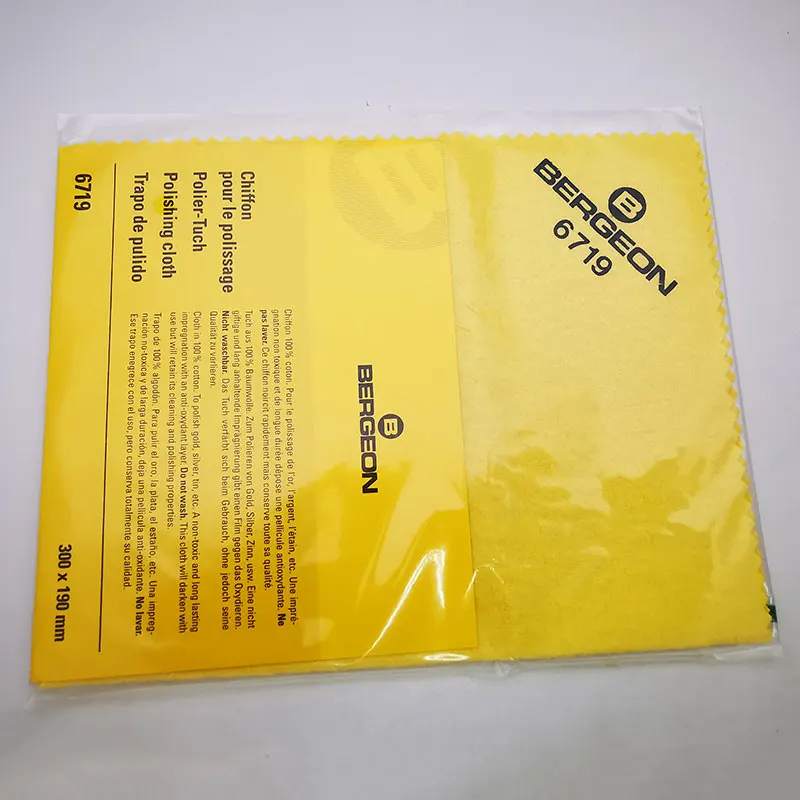 BERGEON
B
6719
B
BERGEON
Chiffon
pour le polissage
Polier-Tuch
Polishing cloth
Trapo de pulido
6719
Chiffon 100% coton. Pour le polissage de l'or, l'argent, l'étain, etc. Une impré-
gnation non toxique et de longue durée dépose une pellicule antioxydante. Ne
pas laver. Ce chiffon noircit rapidement mais conserve toute sa qualité.
Tuch aus 100% Baumwolle. Zum Polieren von Gold, Silber, Zinn, usw. Eine nicht
giftige und lang anhaltende Imprägnierung gibt einen Film gegen das Oxydieren.
Nicht waschbar. Das Tuch verfärbt sich beim Gebrauch, ohne jedoch seine
Qualität zu verlieren.
Cloth in 100% cotton. To polish gold, silver, tin, etc. A non-toxic and long lasting
impregnation with an anti-oxydant layer. Do not wash. This cloth will darken with
use but will retain its cleaning and polishing properties.
Trapo de 100% algodón. Para pulir el oro, la plata, el estaño, etc. Una impreg-
nación no-toxica y de larga duración, deja una pellicula anti-oxidante. No lavar.
Ese trapo enegrece con el uso, pero conserva totalmente su calidad.
300 x 190 mm
B